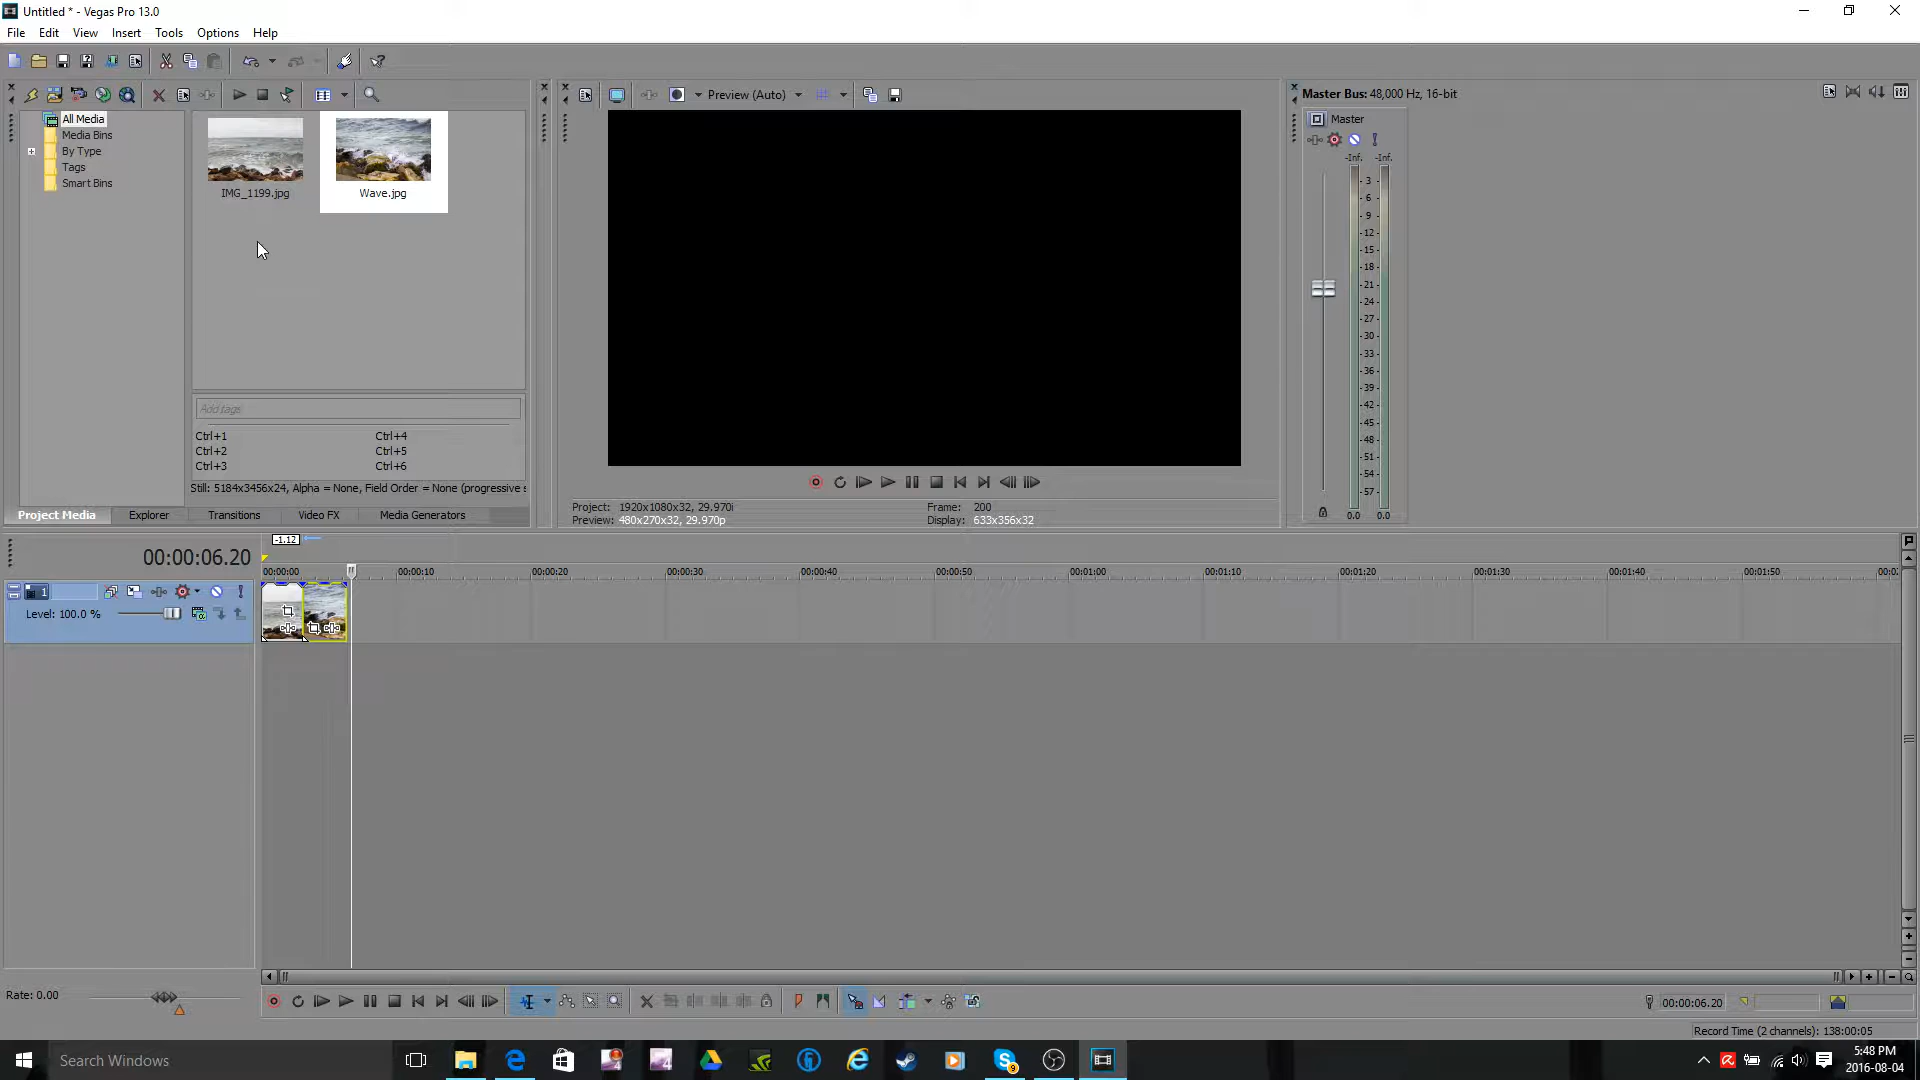 Untitled * - Vegas Pro 13.0
File Edit View Insert Tools Options Help
Preview (Auto)
Master Bus: 48,000 Hz, 16-bit
All Media
Media Bins
By Type
Tags
Smart Bins
IMG_1199.jpg
Wave.jpg
Master
-Inf. -Inf.
3
6
9
12
15
18
21
24
27
30
33
36
39
42
45
48
51
54
57
0.0 0.0
Add tags
Ctrl+1 Ctrl+4
Ctrl+2 Ctrl+5
Ctrl+3 Ctrl+6
Still: 5184x3456x24, Alpha = None, Field Order = None (progressive s
Project: 1920x1080x32, 29.970i Frame: 200
Preview: 480x270x32, 29.970p Display: 633x356x32
Project Media Explorer Transitions Video FX Media Generators
-1.12
00:00:06.20
00:00:00 00:00:10 00:00:20 00:00:30 00:00:40 00:00:50 00:01:00 00:01:10 00:01:20 00:01:30 00:01:40 00:01:50
1
Level: 100.0 %
Rate: 0.00
00:00:06.20
Record Time (2 channels): 138:00:05
Search Windows
9
5:48 PM
2016-08-04